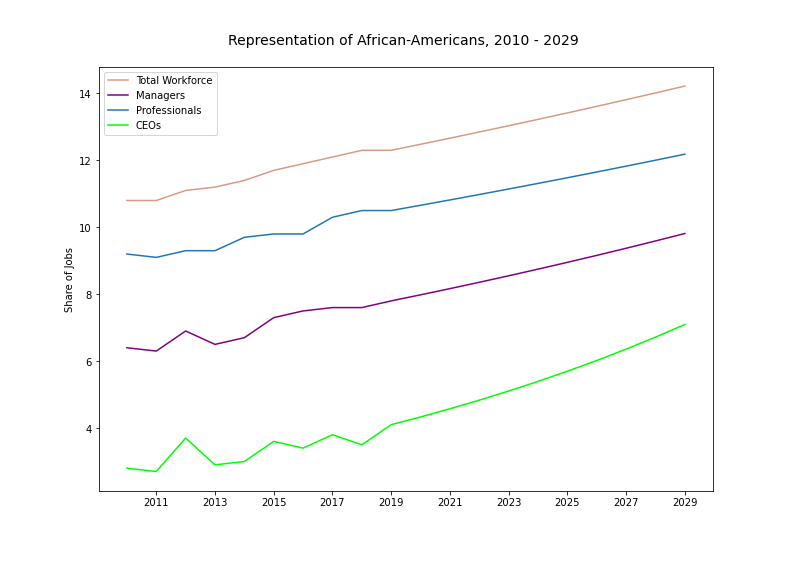 Representation of African-Americans, 2010 - 2029
Total Workforce
Managers
Professionals
CEOs
Share of Jobs
14
12
10
8
6
4
2011 2013 2015 2017 2019 2021 2023 2025 2027 2029